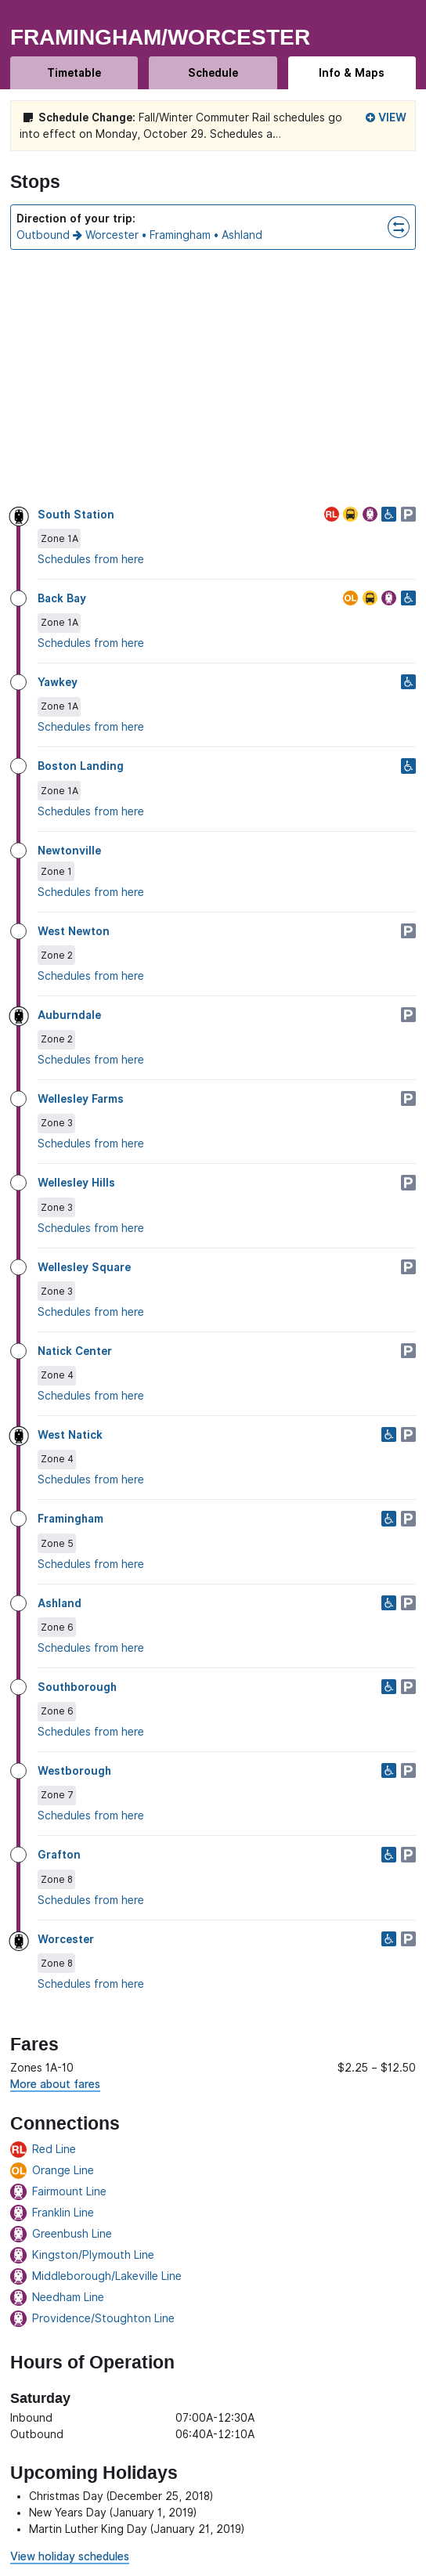 FRAMINGHAM/WORCESTER
Timetable
Schedule
Info & Maps
Schedule Change: Fall/Winter Commuter Rail schedules go
VIEW
into effect on Monday, October 29. Schedules a...
Stops
Direction of your trip:
Outbound → Worcester • Framingham • Ashland
South Station
RL
P
Zone 1A
Schedules from here
Back Bay
OL
Zone 1A
Schedules from here
Yawkey
Zone 1A
Schedules from here
Boston Landing
Zone 1A
Schedules from here
Newtonville
Zone 1
Schedules from here
West Newton
P
Zone 2
Schedules from here
Auburndale
P
Zone 2
Schedules from here
Wellesley Farms
P
Zone 3
Schedules from here
Wellesley Hills
P
Zone 3
Schedules from here
Wellesley Square
P
Zone 3
Schedules from here
Natick Center
P
Zone 4
Schedules from here
West Natick
P
Zone 4
Schedules from here
Framingham
P
Zone 5
Schedules from here
Ashland
P
Zone 6
Schedules from here
Southborough
P
Zone 6
Schedules from here
Westborough
P
Zone 7
Schedules from here
Grafton
P
Zone 8
Schedules from here
Worcester
P
Zone 8
Schedules from here
Fares
Zones 1A-10 $2.25 – $12.50
More about fares
Connections
RL Red Line
OL Orange Line
Fairmount Line
Franklin Line
Greenbush Line
Kingston/Plymouth Line
Middleborough/Lakeville Line
Needham Line
Providence/Stoughton Line
Hours of Operation
Saturday
Inbound 07:00A-12:30A
Outbound 06:40A-12:10A
Upcoming Holidays
• Christmas Day (December 25, 2018)
• New Years Day (January 1, 2019)
• Martin Luther King Day (January 21, 2019)
View holiday schedules